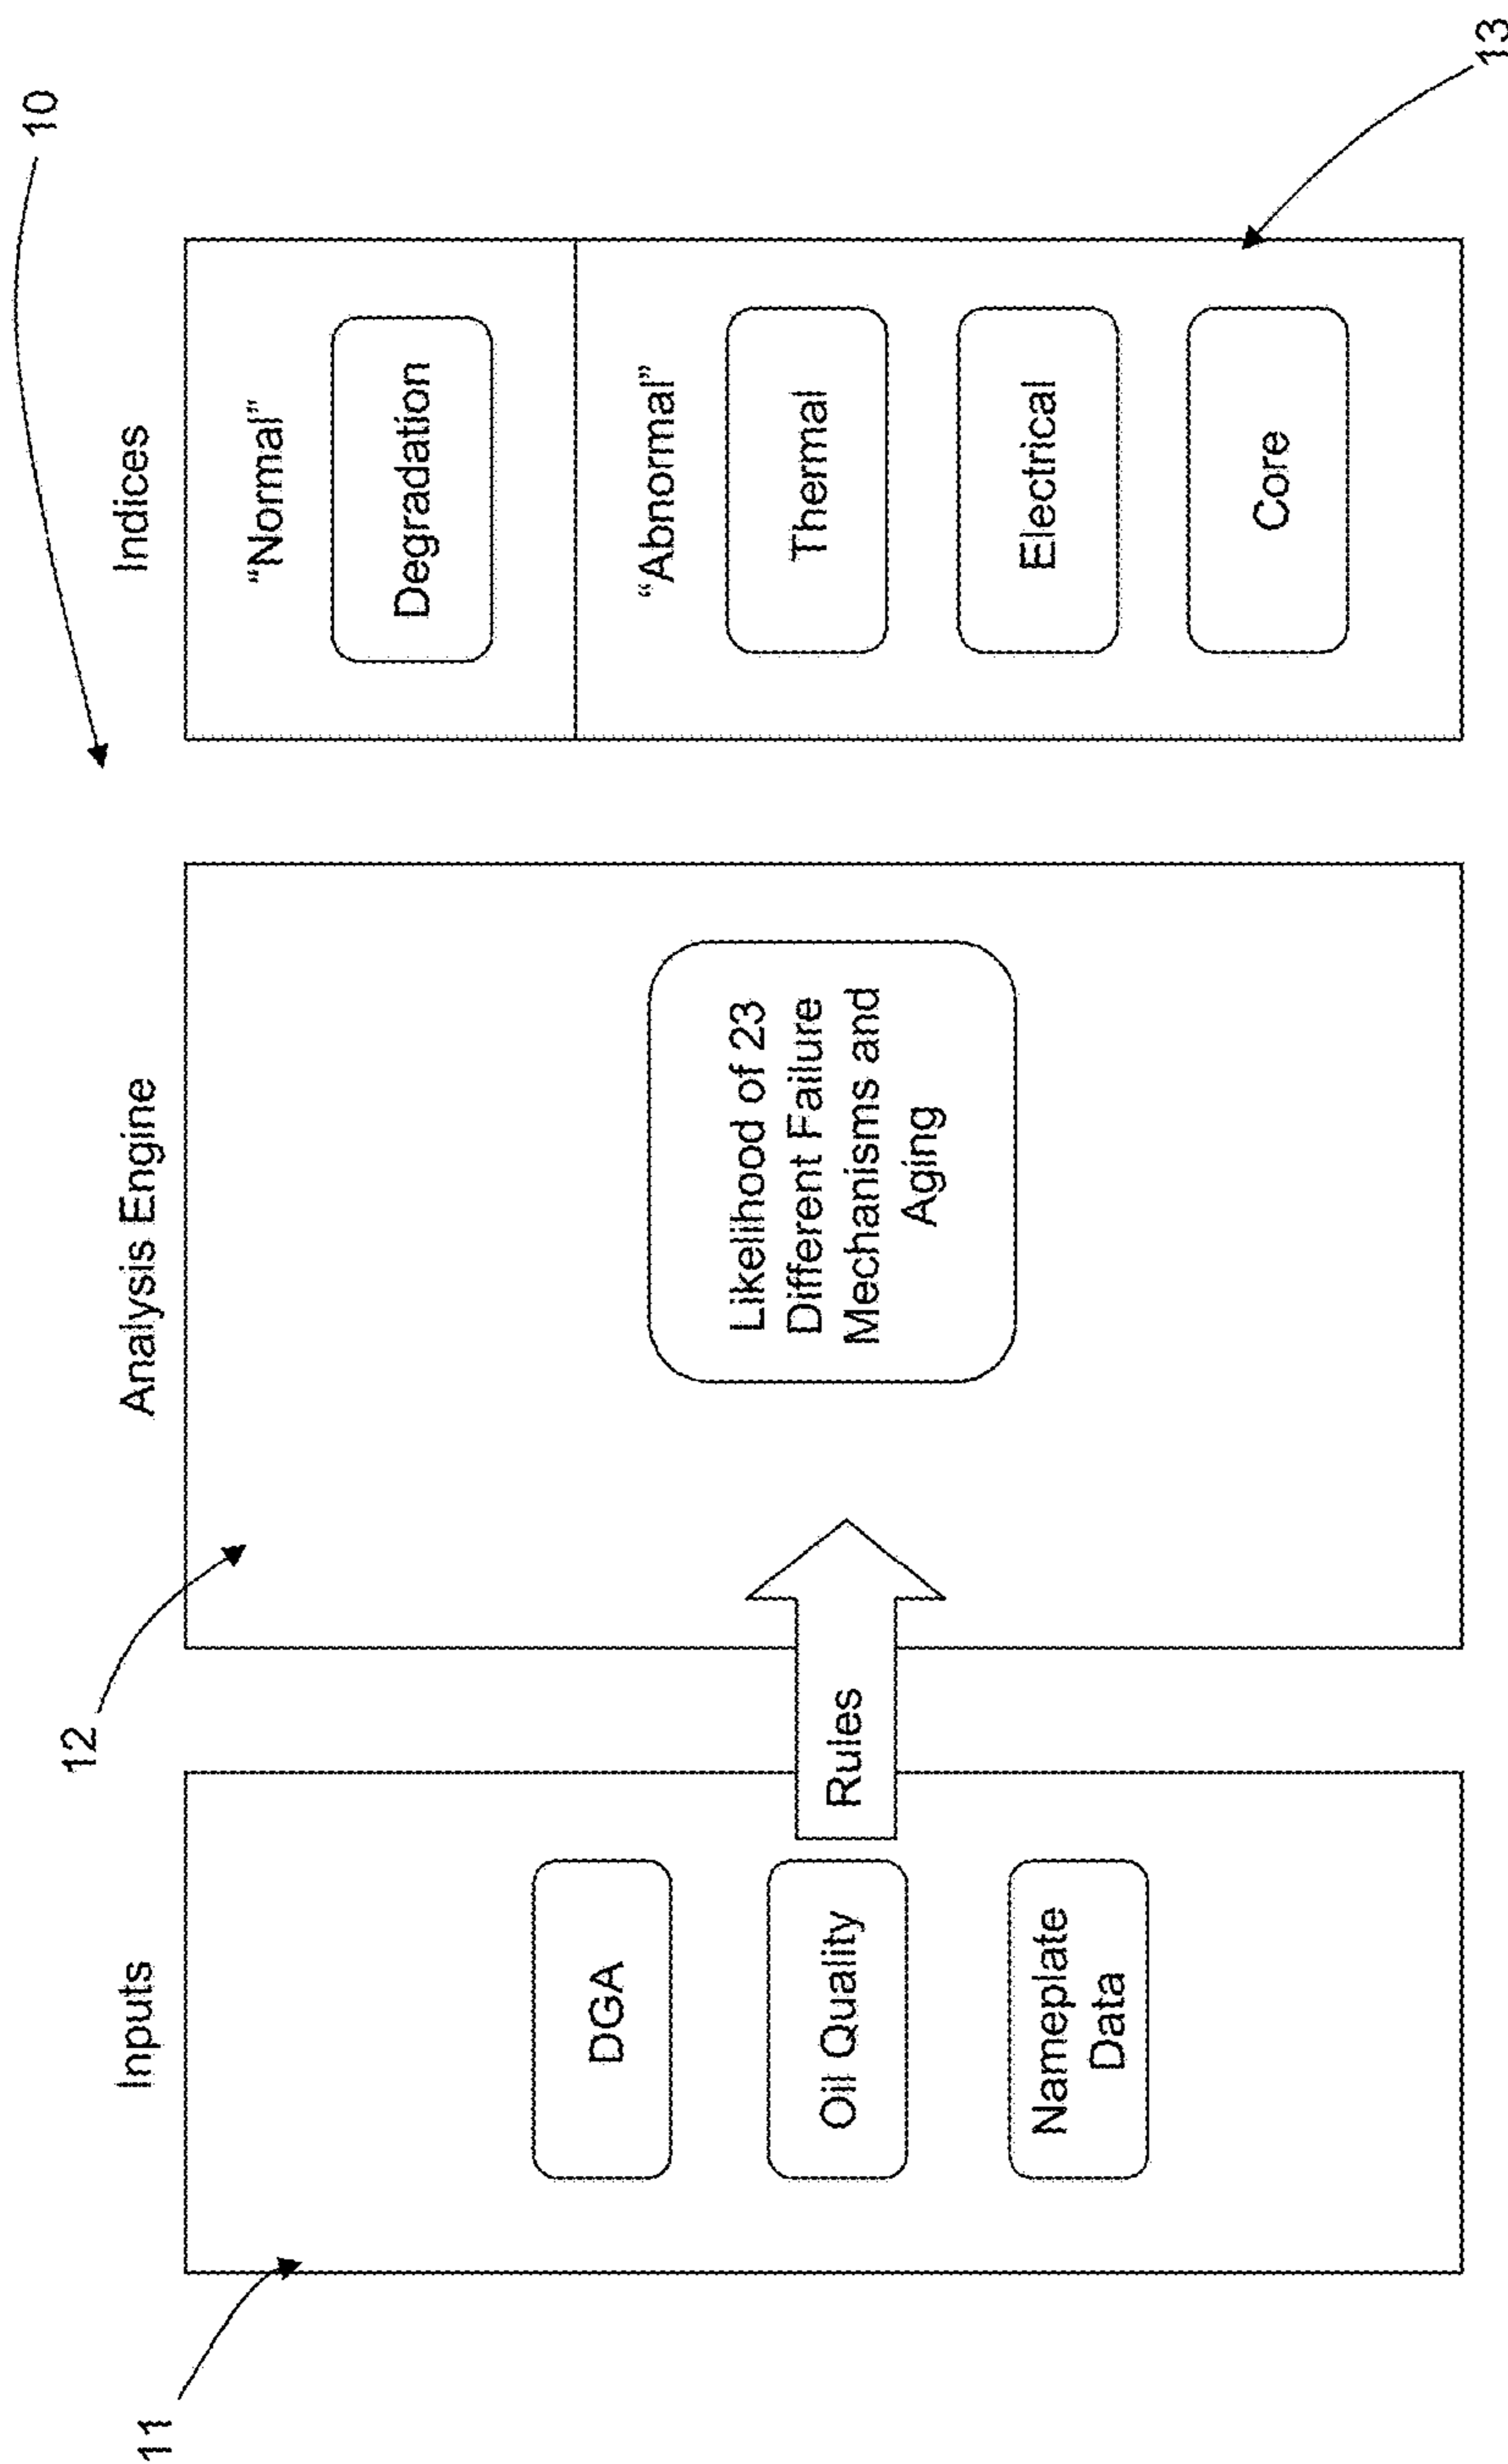 10
Inputs
Analysis Engine
Indices
11
12
DGA
Oil Quality
Nameplate
Data
Rules
Likelihood of 23
Different Failure
Mechanisms and
Aging
“Normal”
Degradation
“Abnormal”
Thermal
Electrical
Core
13